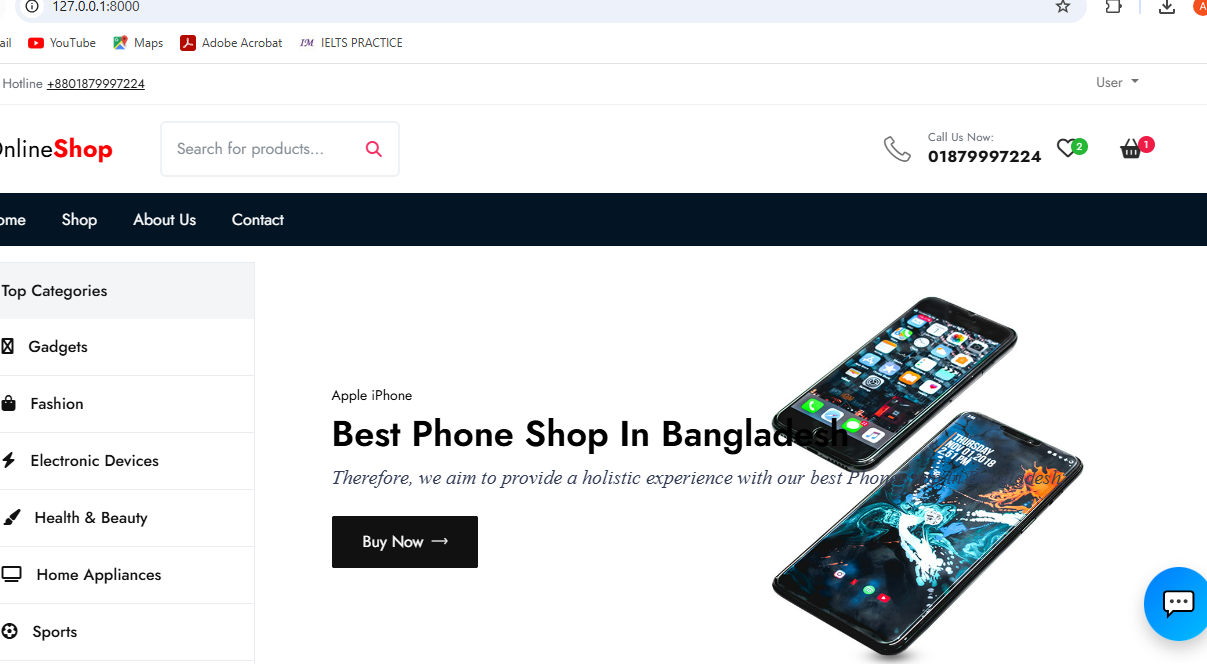 127.0.0.1:8000
ail YouTube Maps Adobe Acrobat IM IELTS PRACTICE
Hotline +8801879997224
User
nlineShop
Search for products...
Call Us Now:
01879997224
2
1
ome Shop About Us Contact
Top Categories
Gadgets
Fashion
Electronic Devices
Health & Beauty
Home Appliances
Sports
Apple iPhone
Best Phone Shop In Bangladesh
Therefore, we aim to provide a holistic experience with our best Phone
Buy Now →
THURSDAY
NOV 01,2018
2:51 PM
A